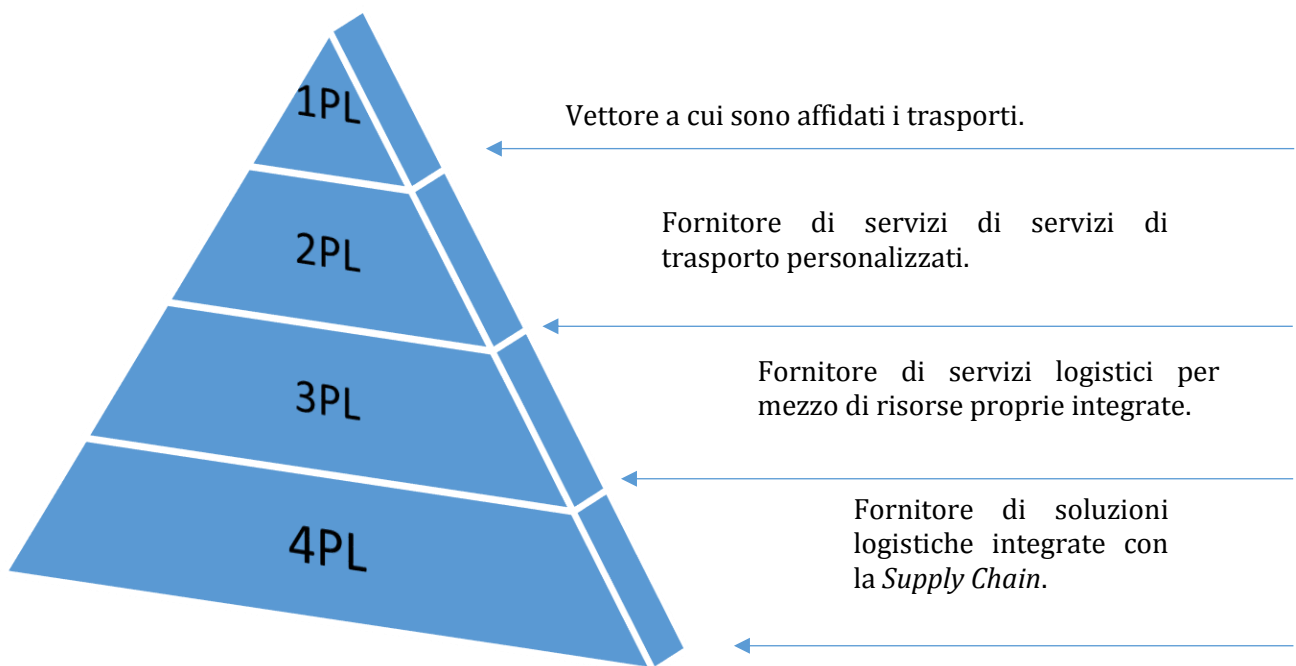 1PL
Vettore a cui sono affidati i trasporti.
2PL
Fornitore di servizi di servizi di
trasporto personalizzati.
3PL
Fornitore di servizi logistici per
mezzo di risorse proprie integrate.
4PL
Fornitore di soluzioni
logistiche integrate con
la Supply Chain.